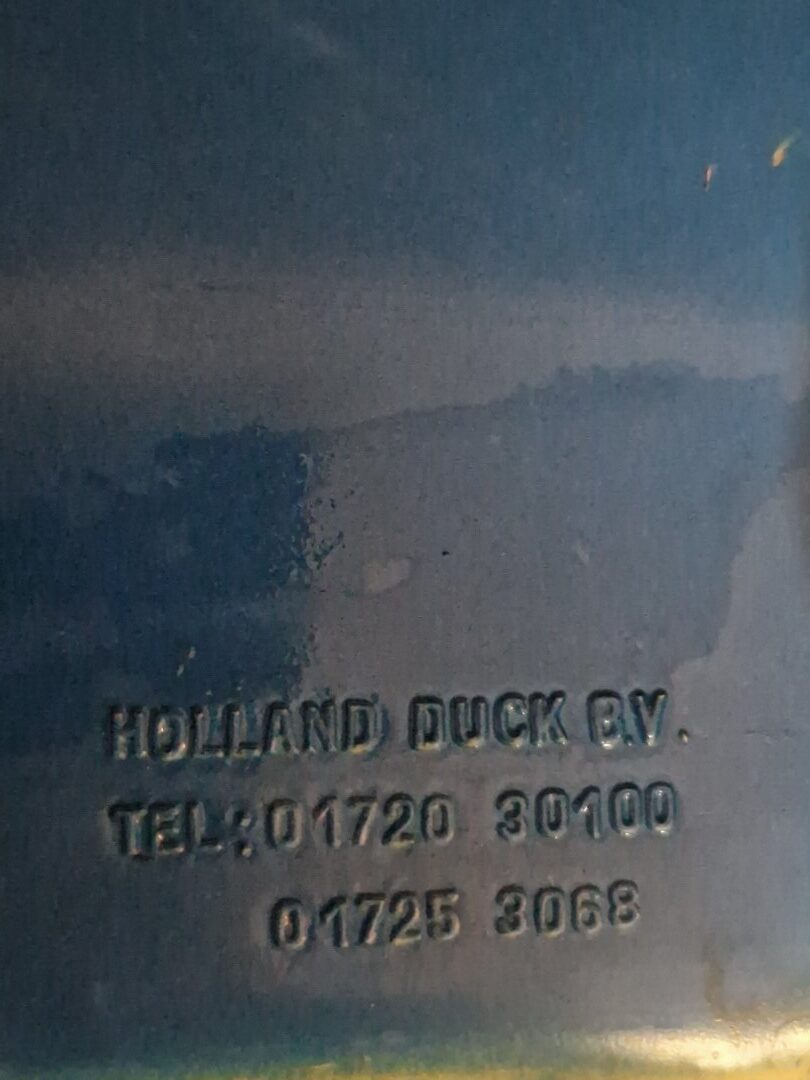 HOLLAND DUCK B.V.
TEL:01720 30100
01725 3068